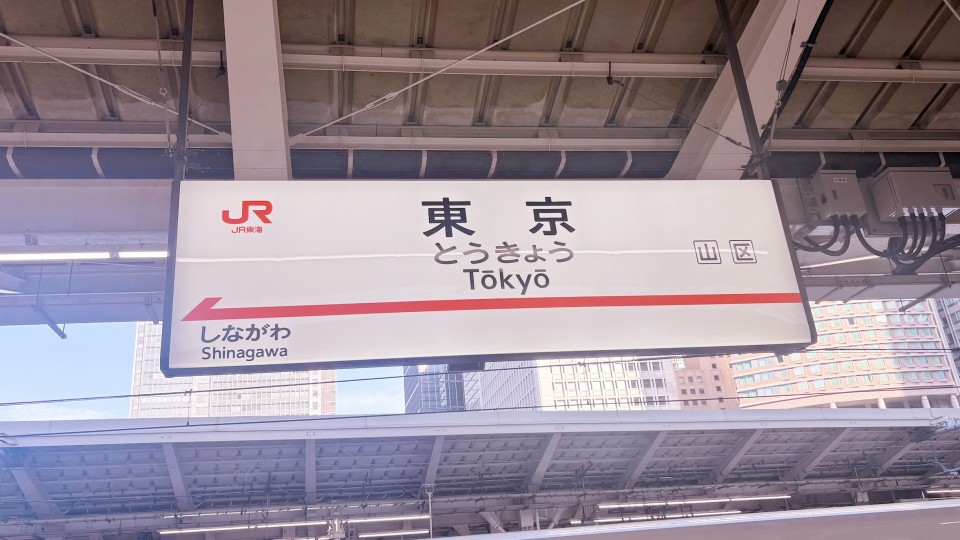 JR
JR東海
東京
とうきょう
Tōkyō
山 区
しながわ
Shinagawa